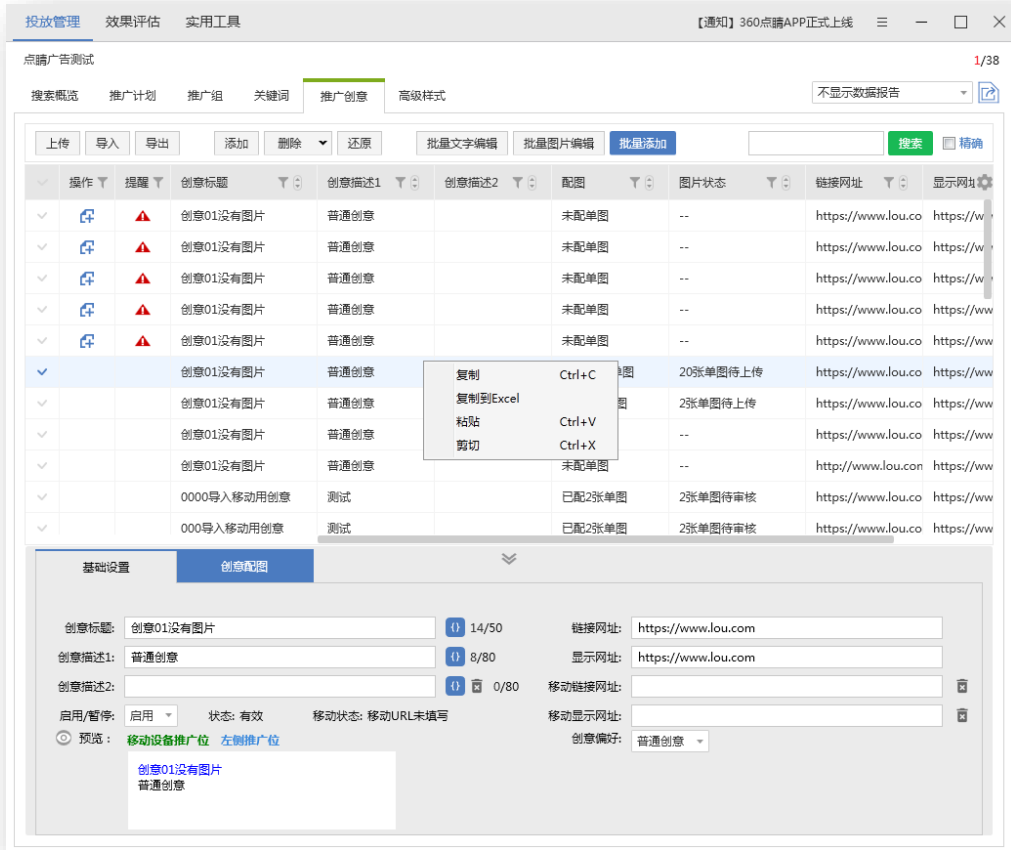 投放管理 效果评估 实用工具 【通知】360点睛APP正式上线
点睛广告测试 1/38
搜索概览 推广计划 推广组 关键词 推广创意 高级样式 不显示数据报告
上传 导入 导出 添加 删除 还原 批量文字编辑 批量图片编辑 批量添加 搜索 精确
操作 提醒 创意标题 创意描述1 创意描述2 配图 图片状态 链接网址 显示网址
创意01没有图片 普通创意 未配单图 -- https://www.lou.co https://w
创意01没有图片 普通创意 未配单图 -- https://www.lou.co https://w
创意01没有图片 普通创意 未配单图 -- https://www.lou.co https://w
创意01没有图片 普通创意 未配单图 -- https://www.lou.co https://ww
创意01没有图片 普通创意 未配单图 -- https://www.lou.co https://ww
创意01没有图片 普通创意 单图 20张单图待上传 https://www.lou.co https://ww
创意01没有图片 普通创意 图 2张单图待上传 https://www.lou.co https://ww
创意01没有图片 普通创意 -- https://www.lou.co https://ww
创意01没有图片 普通创意 未配单图 -- http://www.lou.con https://ww
0000导入移动用创意 测试 已配2张单图 2张单图待审核 https://www.lou.co https://ww
000导入移动用创意 测试 已配2张单图 2张单图待审核 https://www.lou.co https://ww
复制 Ctrl+C
复制到Excel
粘贴 Ctrl+V
剪切 Ctrl+X
基础设置 创意配图
创意标题: 创意01没有图片 {} 14/50 链接网址: https://www.lou.com
创意描述1: 普通创意 {} 8/80 显示网址: https://www.lou.com
创意描述2: {} 0/80 移动链接网址:
启用/暂停: 启用 状态: 有效 移动状态: 移动URL未填写 移动显示网址:
预览： 移动设备推广位 左侧推广位 创意偏好: 普通创意
创意01没有图片
普通创意